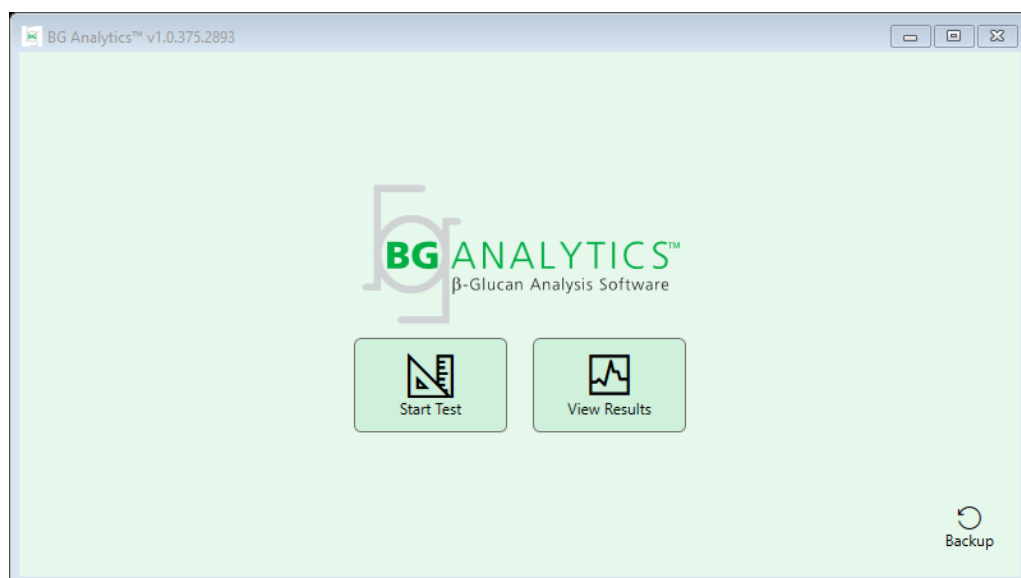 BG Analytics™ v1.0.375.2893
BG ANALYTICS™
β-Glucan Analysis Software
Start Test
View Results
Backup